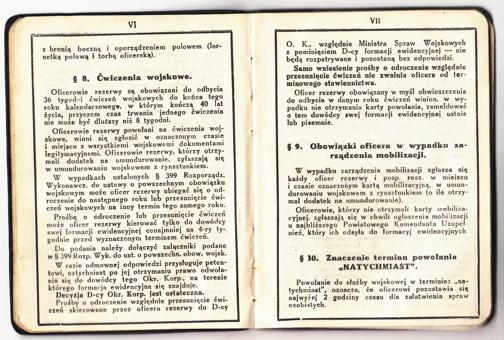 VI
z bronią boczną i oporządzeniem polowem (lor-
netką polową i torbą oficerską).
§ 8. Ćwiczenia wojskowe.
Oficerowie rezerwy są obowiązani do odbycia
36 tygod-i ćwiczeń wojskowych do końca tego
roku kalendarzowego, w którym kończą 40 lat
życia, przyczem czas trwania jednego ćwiczenia
nie może być dłuższy niż 8 tygodni.
Oficerowie rezerwy powołani na ćwiczenia woj-
skowe, winni się zgłosić w oznaczonym czasie
i miejscu z wszystkiemi wojskowemi dokumentami
legitymacyjnemi. Oficerowie rezerwy, którzy otrzy-
mali dodatek na umundurowanie, zgłaszają się
w umundurowaniu wojskowem z rynsztunkiem.
W wypadkach ustalonych § 399 Rozporządz.
Wykonawcz. do ustawy o powszechnym obowiązku
wojskowym może oficer rezerwy ubiegać się o od-
roczenie do następnego roku lub przesunięcie ćwi-
czeń wojskowych na inny termin tego samego roku.
Prośbę o odroczenie lub przesunięcie ćwiczeń
może oficer rezerwy kierować tylko do dowódcy
swej formacji ewidencyjnej conajmniej na 4-ry ty-
godnie przed wyznaczonym terminem ćwiczeń.
Do podania należy dołączyć załączniki podane
w § 399 Rozp. Wyk. do ust. o powszechn. obow. wojsk.
W razie odmownej odpowiedzi przysługuje peten-
towi, natychmiast po jej otrzymaniu prawo odwoła-
nia się do dowódcy tego Okr. Korp., na terenie
którego formacja ewidencyjna się znajduje.
Decyzja D-cy Okr. Korp. jest ostateczna.
Prośby o odroczenie względnie przesunięcie ćwi-
czeń skierowane przez oficera rezerwy do D-cy
VII
O. K., względnie Ministra Spraw Wojskowych
z pominięciem D-cy formacji ewidencyjnej — nie
będą rozpatrywane i pozostaną bez odpowiedzi.
Samo wniesienie prośby o odroczenie względnie
przesunięcie ćwiczeń nie zwalnia oficera od ter-
minowego stawiennictwa.
Oficer rezerwy obowiązany w myśl obwieszczenia
do odbycia w danym roku ćwiczeń winien, w wy-
padku nie otrzymania karty powołania, zameldować
o tem dowódcy swej formacji ewidencyjnej ustnie
lub pisemnie.
§ 9. Obowiązki oficera w wypadku za-
rządzenia mobilizacji.
W wypadku zarządzenia mobilizacji zgłasza się
każdy oficer rezerwy posp. rusz. w miejscu
i czasie oznaczonym kartą mobilizacyjną, w umun-
durowaniu wojskowem z rynsztunkiem (o ile otrzy-
mał dodatek na umundurowanie).
Oficerowie, którzy nie otrzymali karty mobiliza-
cyjnej, zgłaszają się w chwili ogłoszenia mobilizacji
u najbliższego Powiatowego Komendanta Uzupeł-
nień, który ich odsyła do formacji ewidencyjnych
§ 10. Znaczenie terminu powołania
„NATYCHMIAST”.
Powołanie do służby wojskowej w terminie: „na-
tychmiast”, oznacza, że oficerowi pozostawia się
najwyżej 2 godziny czasu dla załatwienia spraw
osobistych.